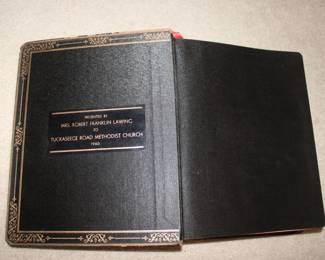 PRESENTED BY
MRS. ROBERT FRANKLIN LAWING
TO
TUCKASEEGE ROAD METHODIST CHURCH
1960